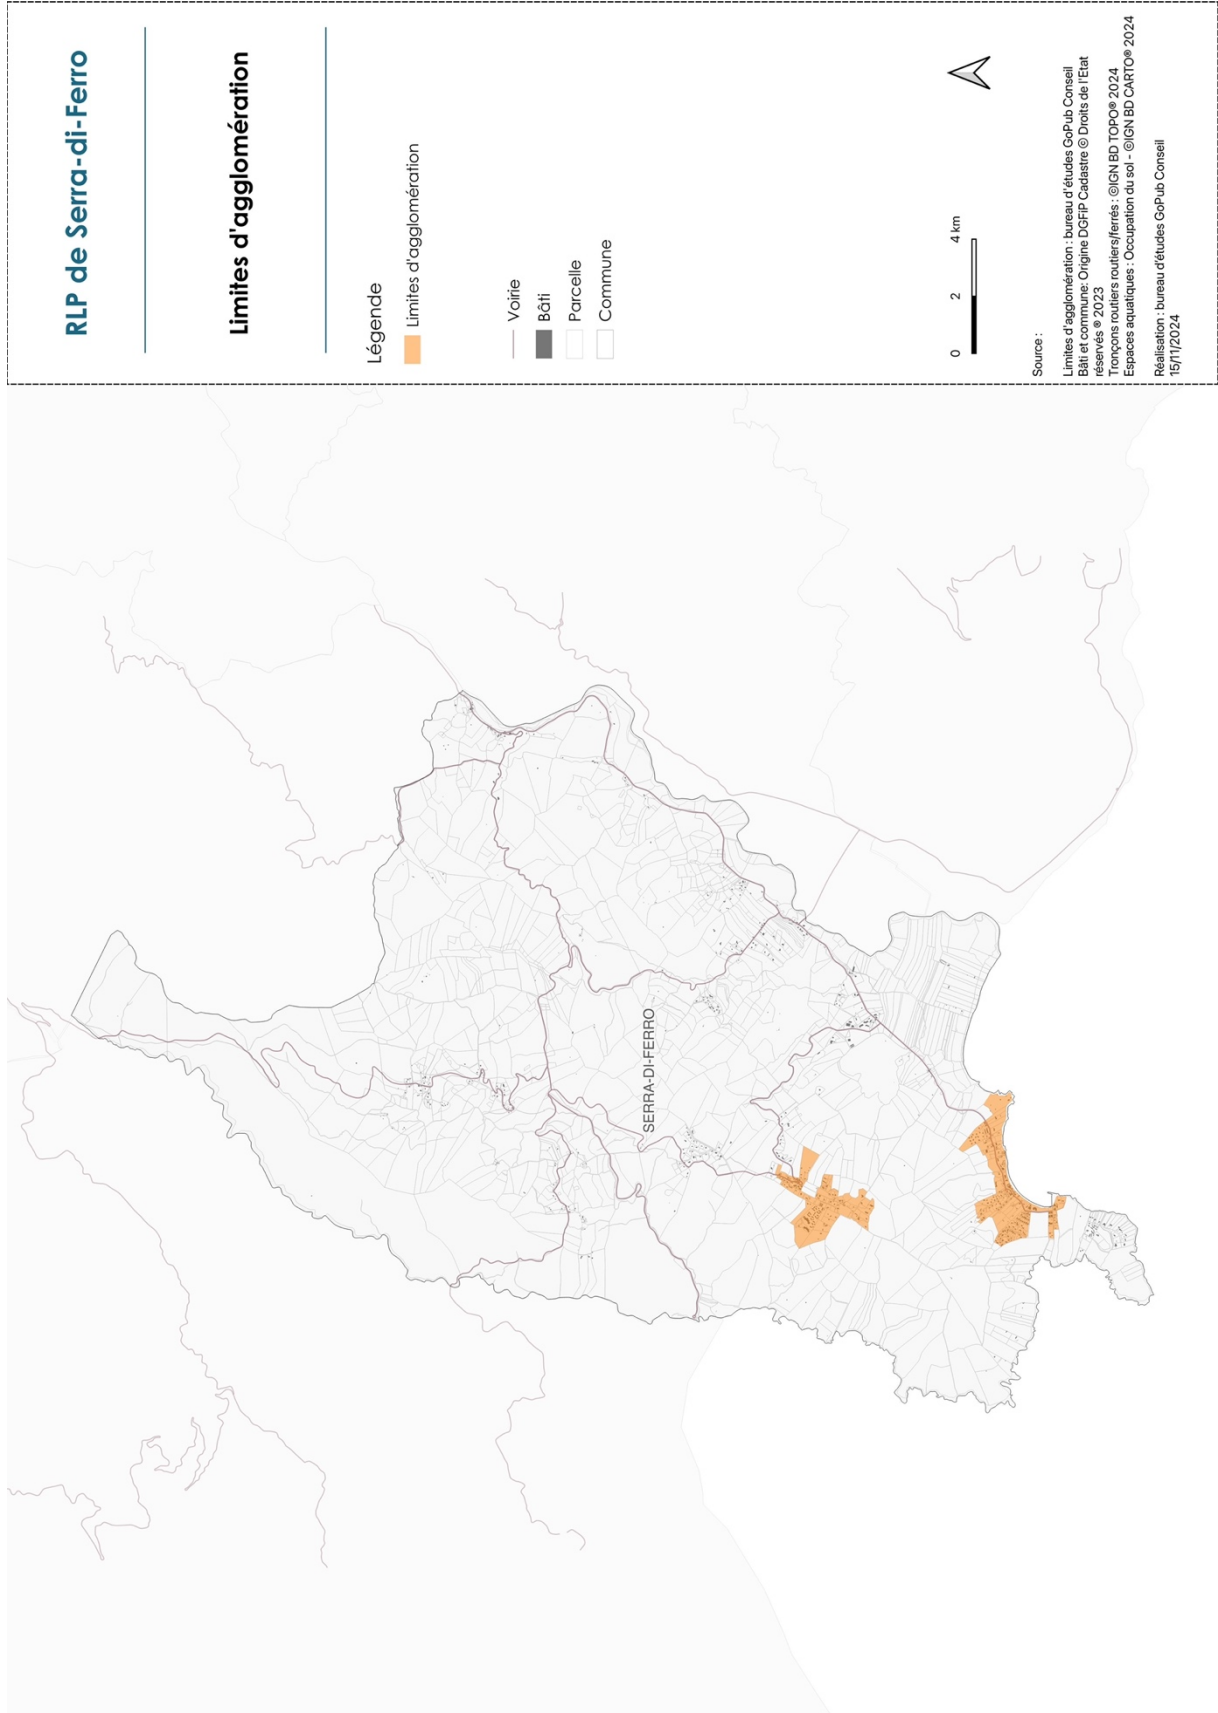 RLP de Serra-di-Ferro
Limites d'agglomération
Légende
Limites d'agglomération
Voirie
Bâti
Parcelle
Commune
0 2 4 km
Source :
Limites d'agglomération : bureau d'études GoPub Conseil
Bâti et commune: Origine DGFiP Cadastre © Droits de l'Etat
réservés ® 2023
Tronçons routiers/ferrés : ©IGN BD TOPO® 2024
Espaces aquatiques : Occupation du sol - ©IGN BD CARTO® 2024
Réalisation : bureau d'études GoPub Conseil
15/11/2024
SERRA-DI-FERRO